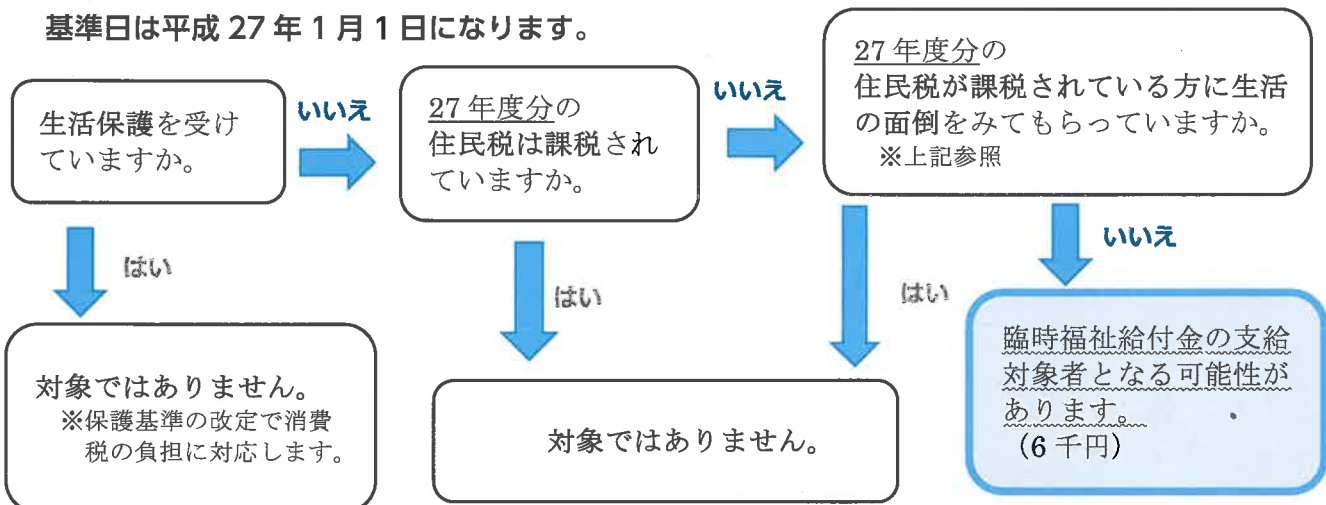 基準日は平成 27 年 1 月 1 日になります。
生活保護を受け
ていますか。
いいえ
27 年度分の
住民税は課税され
ていますか。
いいえ
27 年度分の
住民税が課税されている方に生活
の面倒をみてもらっていますか。
※上記参照
はい
はい
はい
いいえ
対象ではありません。
※保護基準の改定で消費
税の負担に対応します。
対象ではありません。
臨時福祉給付金の支給
対象者となる可能性が
あります。
(6 千円)